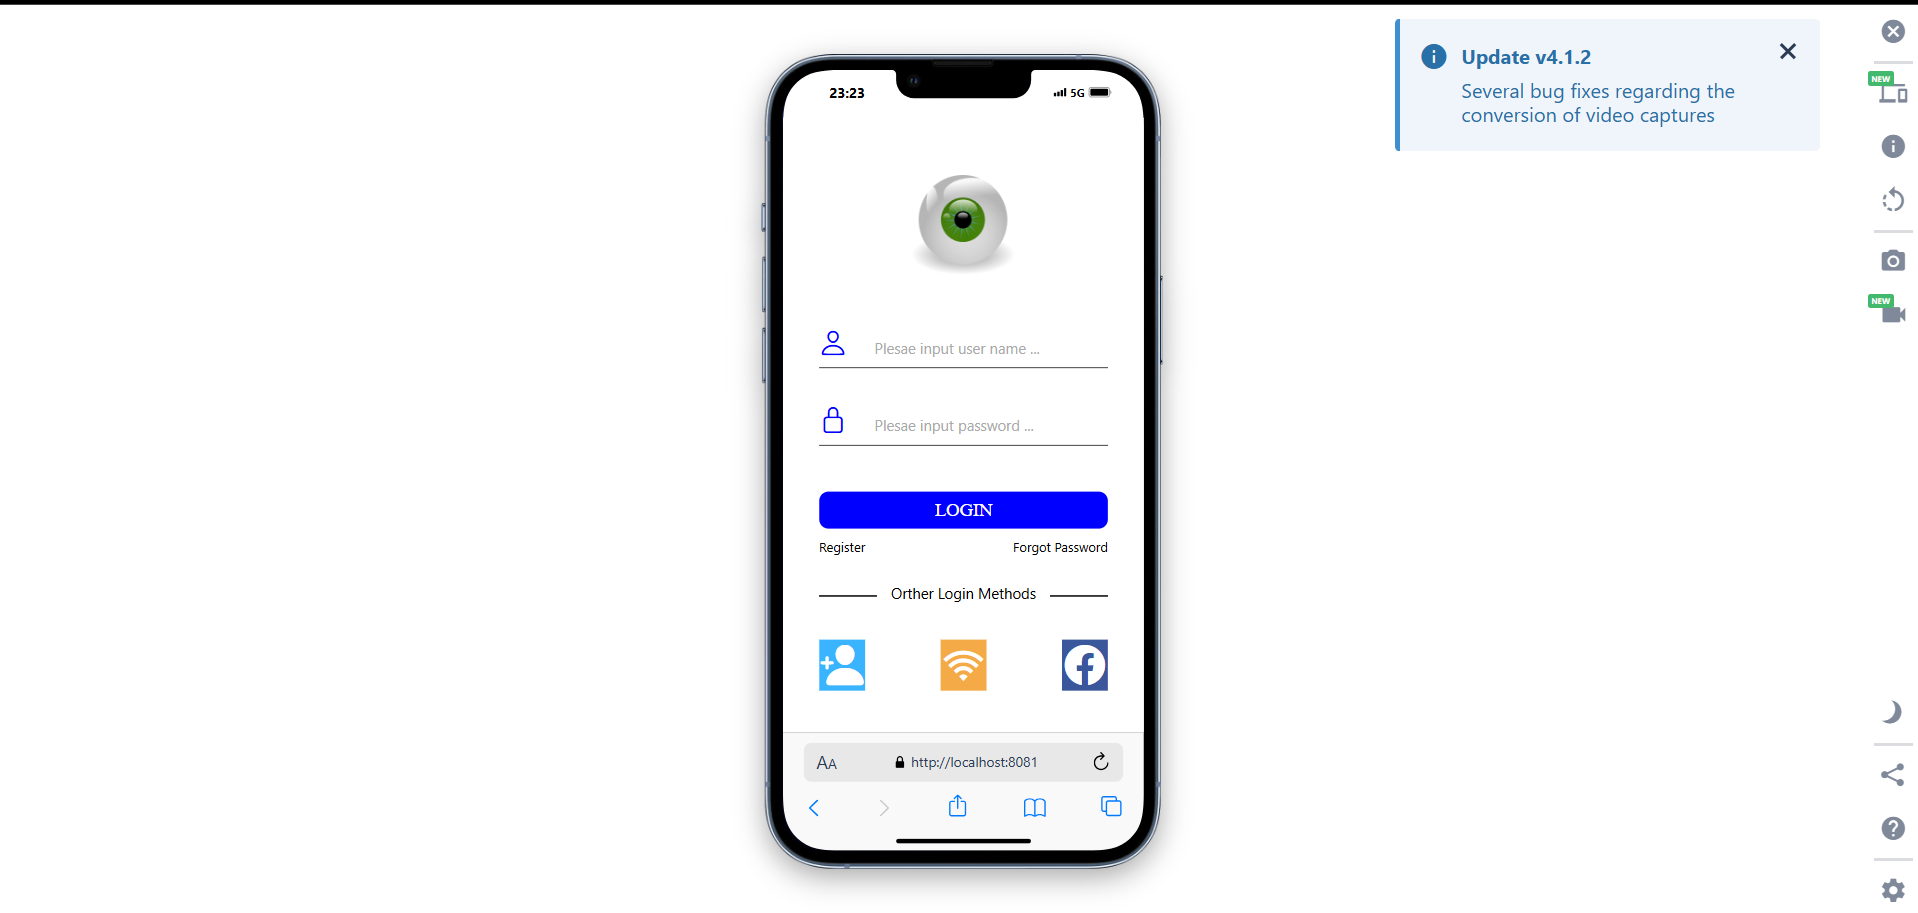 23:23
5G
Plesae input user name ...
Plesae input password ...
LOGIN
Register
Forgot Password
Orther Login Methods
AA
http://localhost:8081
Update v4.1.2
Several bug fixes regarding the
conversion of video captures
NEW
NEW